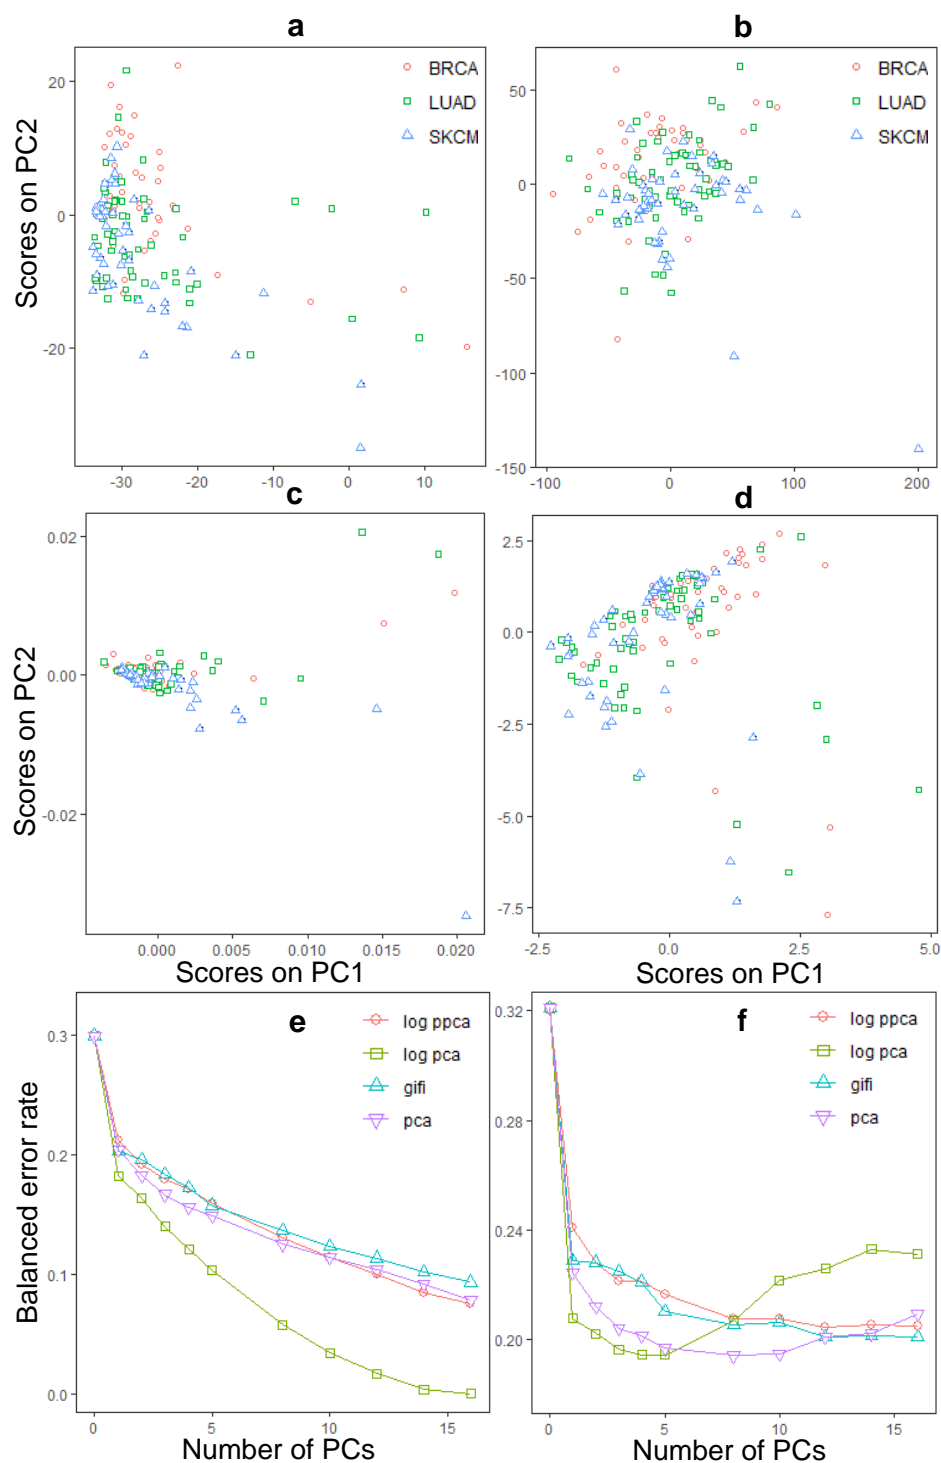 a
b
BRCA
LUAD
SKCM
BRCA
LUAD
SKCM
Scores on PC2
20
0
-20
-30
-20
-10
0
10
50
0
-50
-100
-150
-100
0
100
200
c
d
Scores on PC2
0.02
0.00
-0.02
0.000
0.005
0.010
0.015
0.020
Scores on PC1
2.5
0.0
-2.5
-5.0
-7.5
-2.5
0.0
2.5
5.0
Scores on PC1
e
log ppca
log pca
gifi
pca
Balanced error rate
0.3
0.2
0.1
0.0
0
5
10
15
Number of PCs
f
log ppca
log pca
gifi
pca
0.32
0.28
0.24
0.20
0
5
10
15
Number of PCs